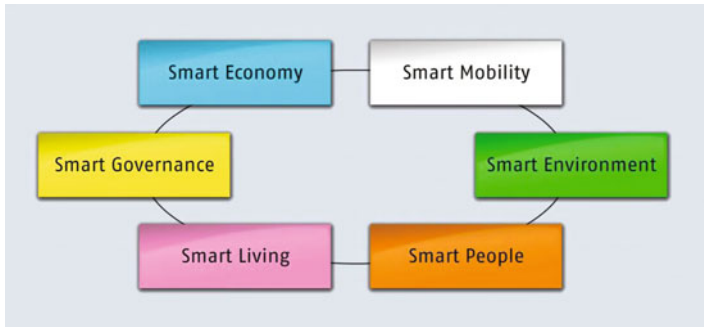 Smart Economy
Smart Mobility
Smart Governance
Smart Environment
Smart Living
Smart People